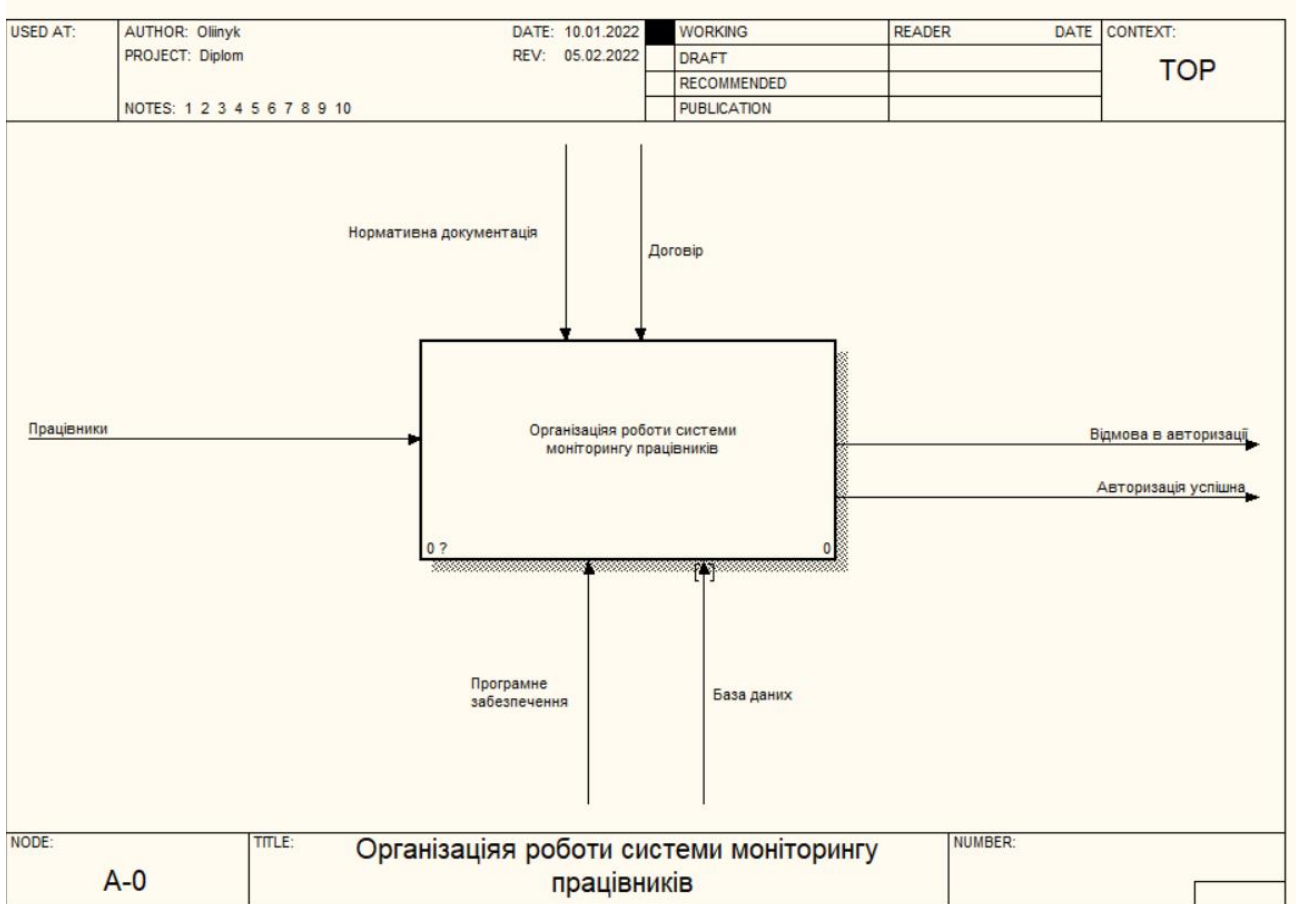 USED AT:
AUTHOR: Oliinyk
DATE: 10.01.2022
WORKING
READER
DATE
CONTEXT:
PROJECT: Diplom
REV: 05.02.2022
DRAFT
TOP
RECOMMENDED
NOTES: 1 2 3 4 5 6 7 8 9 10
PUBLICATION
Нормативна документація
Договір
Працівники
Організаціяя роботи системи
моніторингу працівників
Відмова в авторизації
Авторизація успішна
0 ?
0
Програмне
забезпечення
База даних
NODE:
A-0
TITLE:
Організаціяя роботи системи моніторингу
працівників
NUMBER: